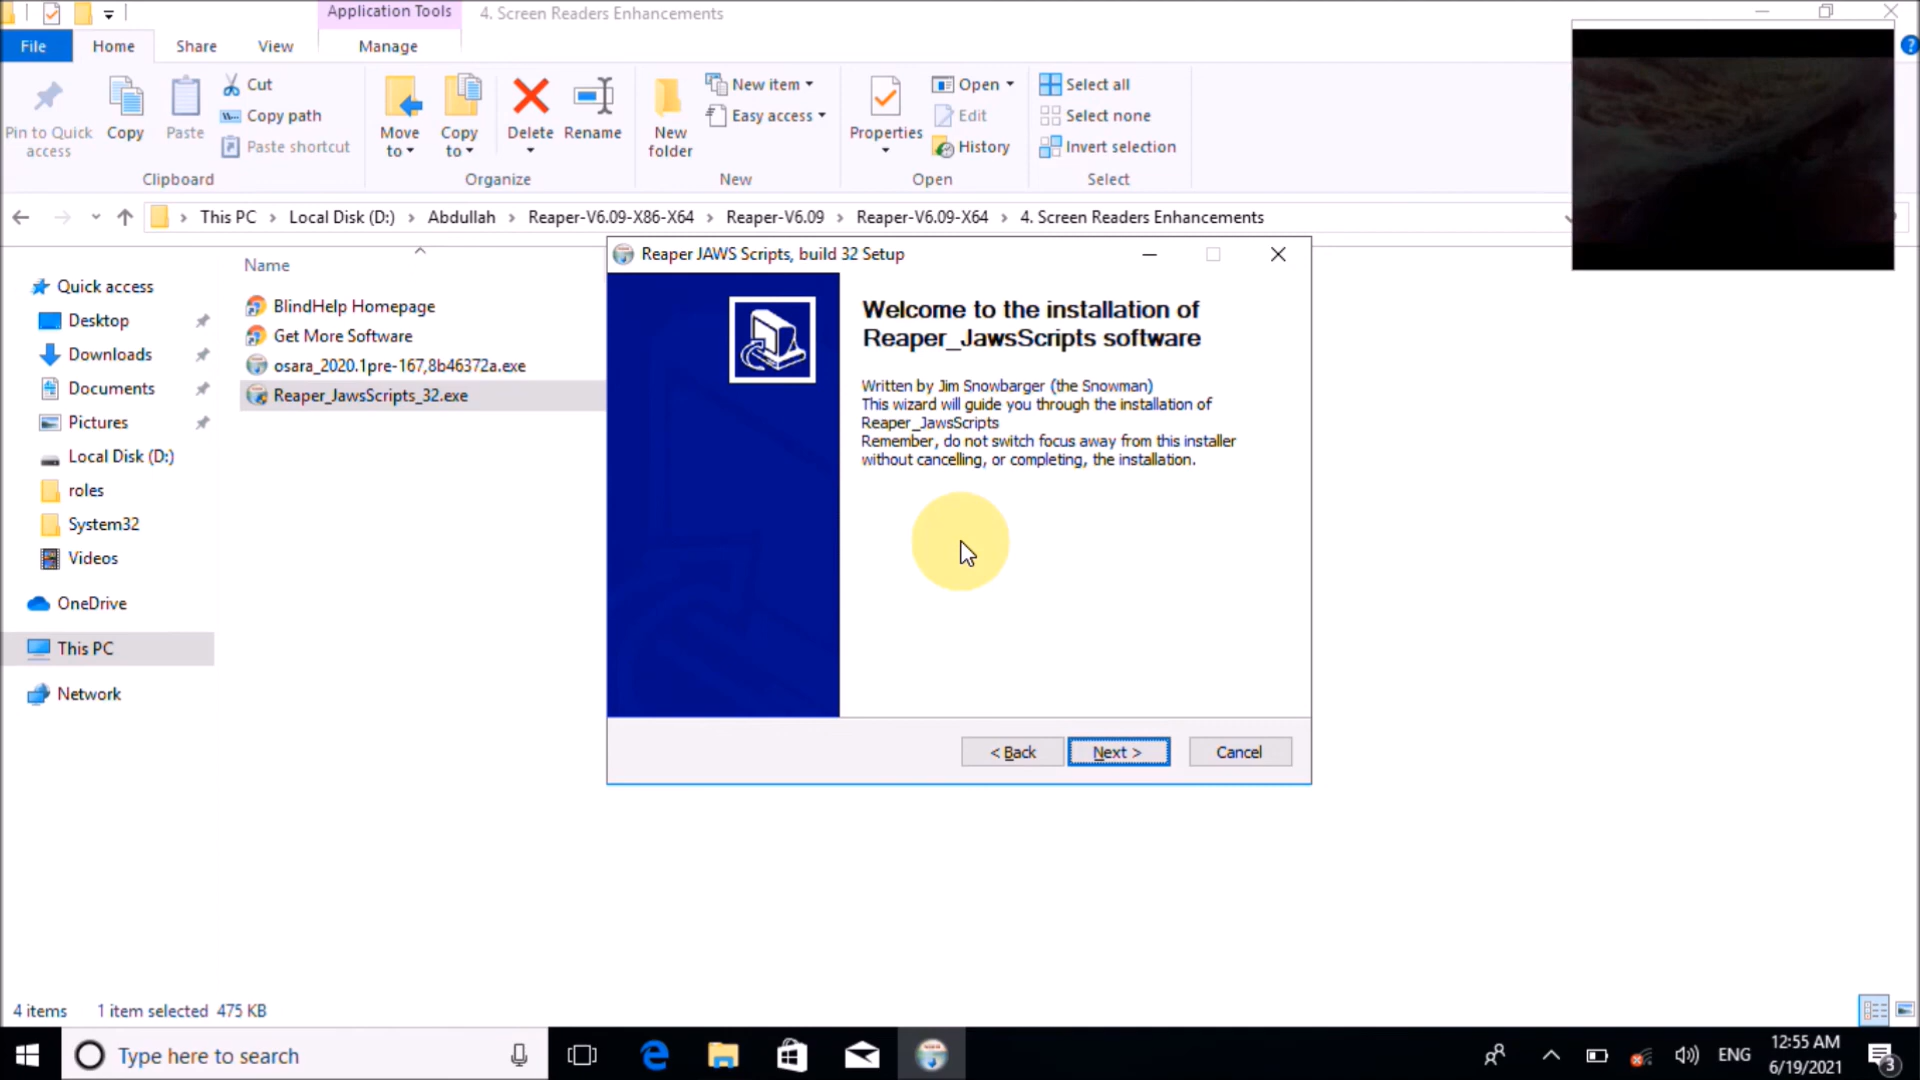 Application Tools
4. Screen Readers Enhancements
File
Home
Share
View
Manage
Pin to Quick
access
Copy
Paste
Cut
Copy path
Paste shortcut
Clipboard
Move
to
Copy
to
Delete
Rename
Organize
New
folder
New item
Easy access
New
Properties
Open
Edit
History
Open
Select all
Select none
Invert selection
Select
This PC > Local Disk (D:) > Abdullah > Reaper-V6.09-X86-X64 > Reaper-V6.09 > Reaper-V6.09-X64 > 4. Screen Readers Enhancements
Quick access
Desktop
Downloads
Documents
Pictures
Local Disk (D:)
roles
System32
Videos
OneDrive
This PC
Network
Name
BlindHelp Homepage
Get More Software
osara_2020.1pre-167,8b46372a.exe
Reaper_JawsScripts_32.exe
Reaper JAWS Scripts, build 32 Setup
Welcome to the installation of
Reaper_JawsScripts software
Written by Jim Snowbarger (the Snowman)
This wizard will guide you through the installation of
Reaper_JawsScripts
Remember, do not switch focus away from this installer
without cancelling, or completing, the installation.
< Back
Next >
Cancel
4 items
1 item selected 475 KB
Type here to search
ENG
12:55 AM
6/19/2021
3